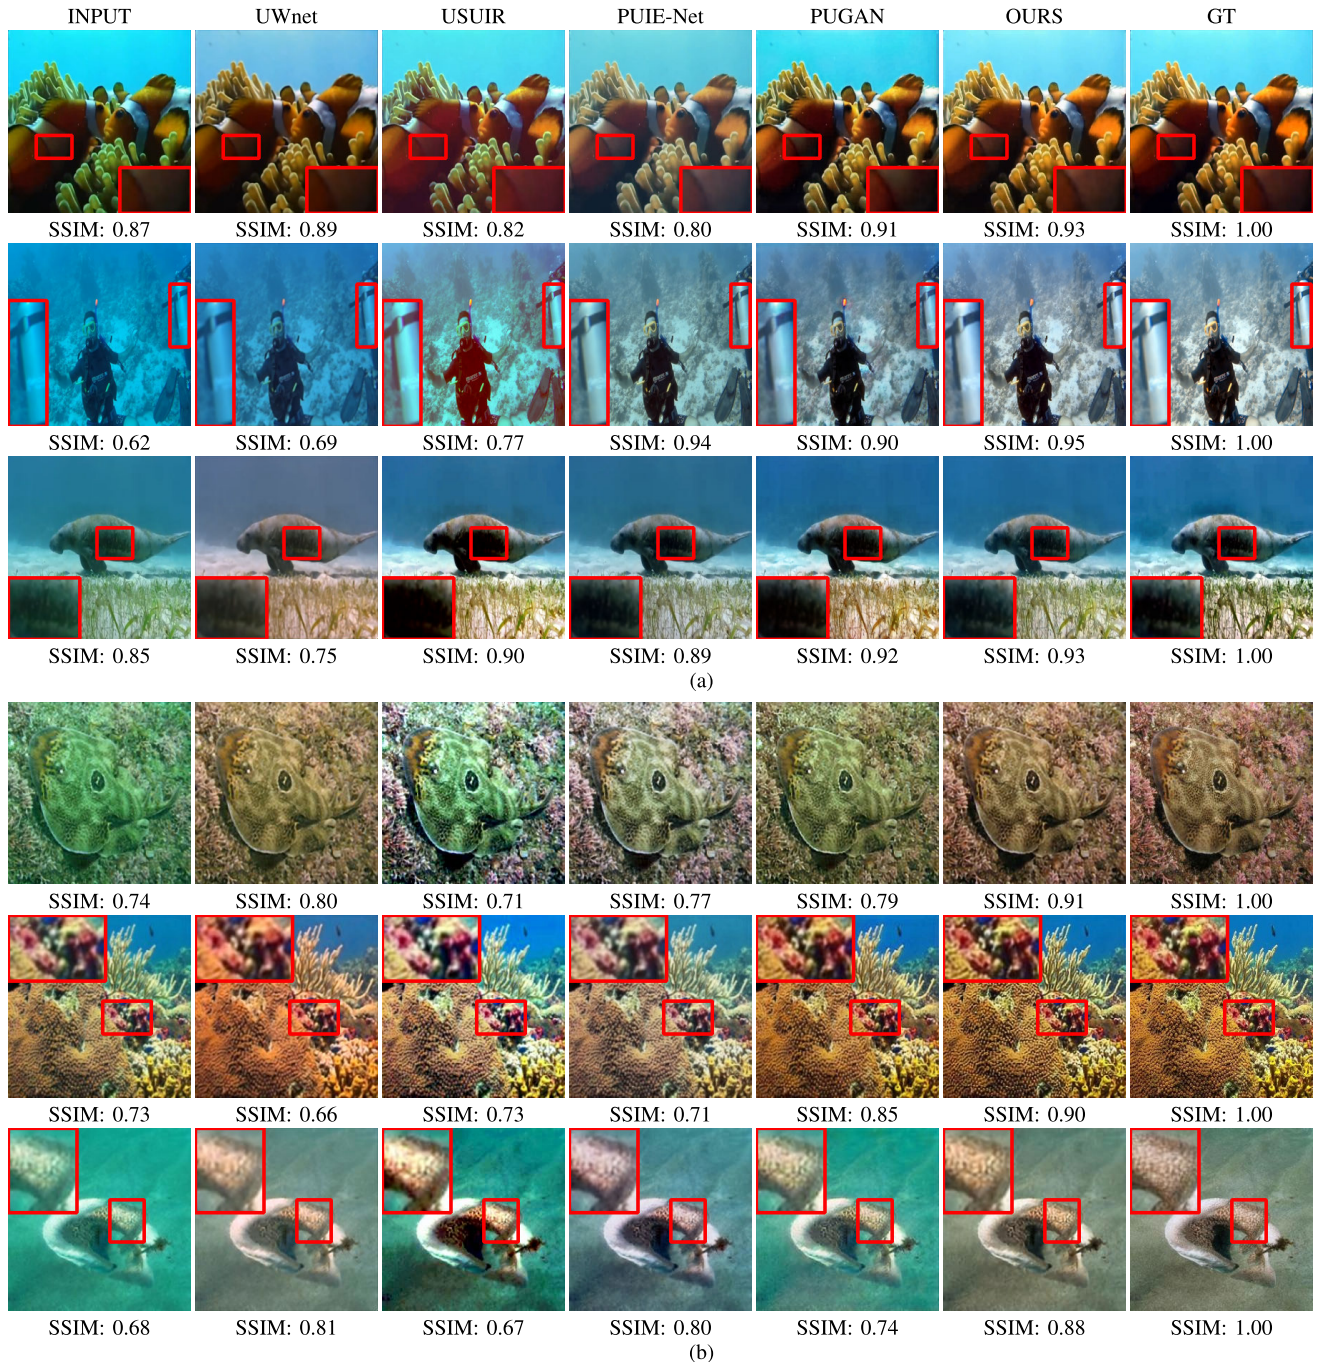 INPUT UWnet USUIR PUIE-Net PUGAN OURS GT
SSIM: 0.87 SSIM: 0.89 SSIM: 0.82 SSIM: 0.80 SSIM: 0.91 SSIM: 0.93 SSIM: 1.00
SSIM: 0.62 SSIM: 0.69 SSIM: 0.77 SSIM: 0.94 SSIM: 0.90 SSIM: 0.95 SSIM: 1.00
SSIM: 0.85 SSIM: 0.75 SSIM: 0.90 SSIM: 0.89 SSIM: 0.92 SSIM: 0.93 SSIM: 1.00
(a)
SSIM: 0.74 SSIM: 0.80 SSIM: 0.71 SSIM: 0.77 SSIM: 0.79 SSIM: 0.91 SSIM: 1.00
SSIM: 0.73 SSIM: 0.66 SSIM: 0.73 SSIM: 0.71 SSIM: 0.85 SSIM: 0.90 SSIM: 1.00
SSIM: 0.68 SSIM: 0.81 SSIM: 0.67 SSIM: 0.80 SSIM: 0.74 SSIM: 0.88 SSIM: 1.00
(b)